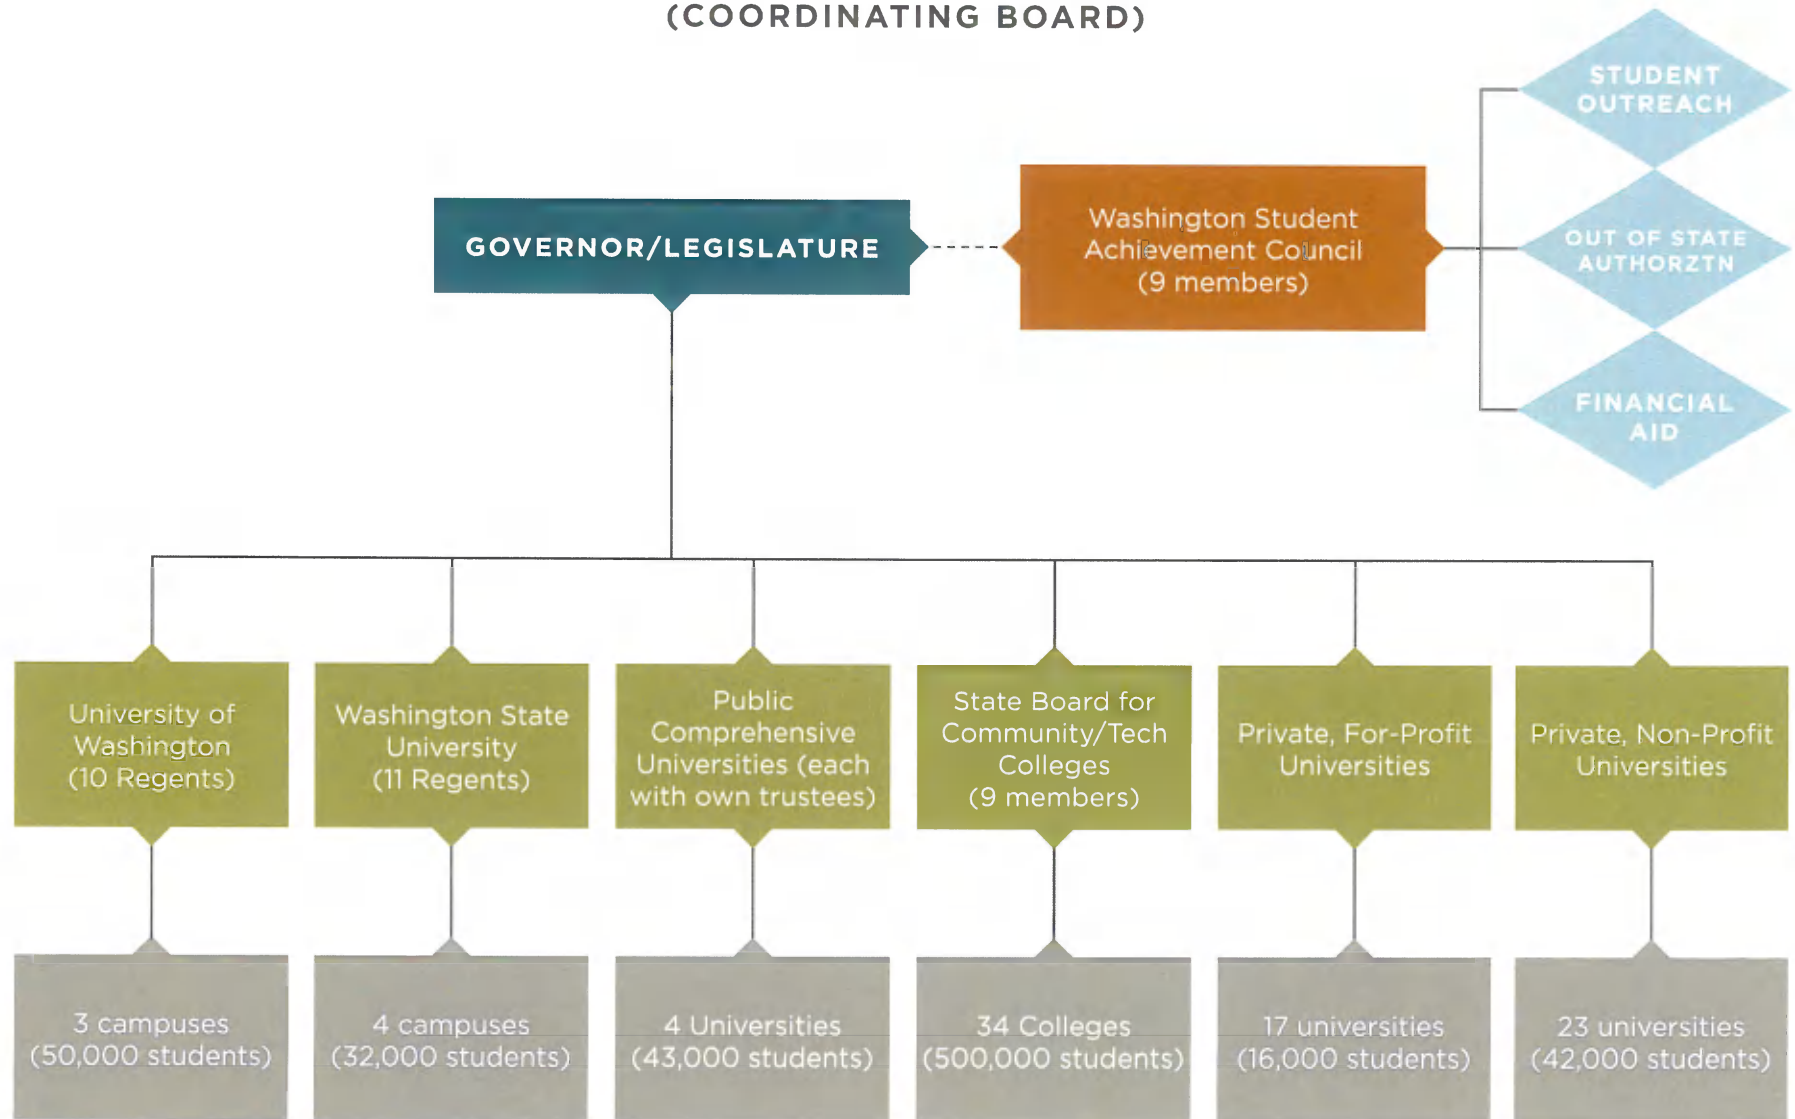 (COORDINATING BOARD)
STUDENT
OUTREACH
GOVERNOR/LEGISLATURE
Washington Student
Achievement Council
(9 members)
OUT OF STATE
AUTHORZTN
FINANCIAL
AID
University of
Washington
(10 Regents)
Washington State
University
(11 Regents)
Public
Comprehensive
Universities (each
with own trustees)
State Board for
Community/Tech
Colleges
(9 members)
Private, For-Profit
Universities
Private, Non-Profit
Universities
3 campuses
(50,000 students)
4 campuses
(32,000 students)
4 Universities
(43,000 students)
34 Colleges
(500,000 students)
17 universities
(16,000 students)
23 universities
(42,000 students)